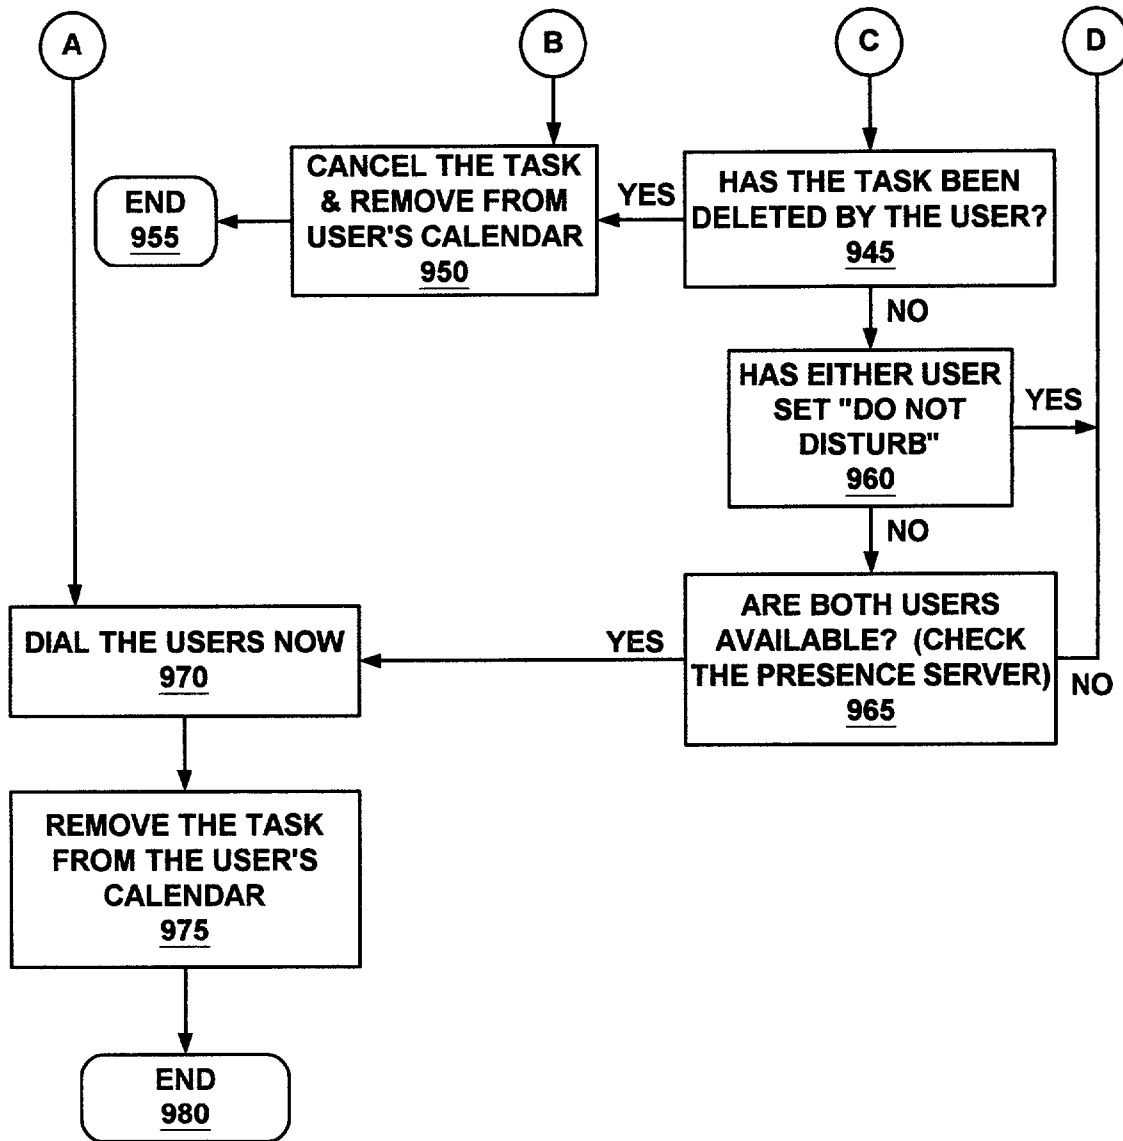 A
B
C
D
CANCEL THE TASK
& REMOVE FROM
USER'S CALENDAR
950
END
955
YES
HAS THE TASK BEEN
DELETED BY THE USER?
945
NO
HAS EITHER USER
SET "DO NOT
DISTURB"
960
YES
NO
ARE BOTH USERS
AVAILABLE? (CHECK
THE PRESENCE SERVER)
965
NO
YES
DIAL THE USERS NOW
970
REMOVE THE TASK
FROM THE USER'S
CALENDAR
975
END
980